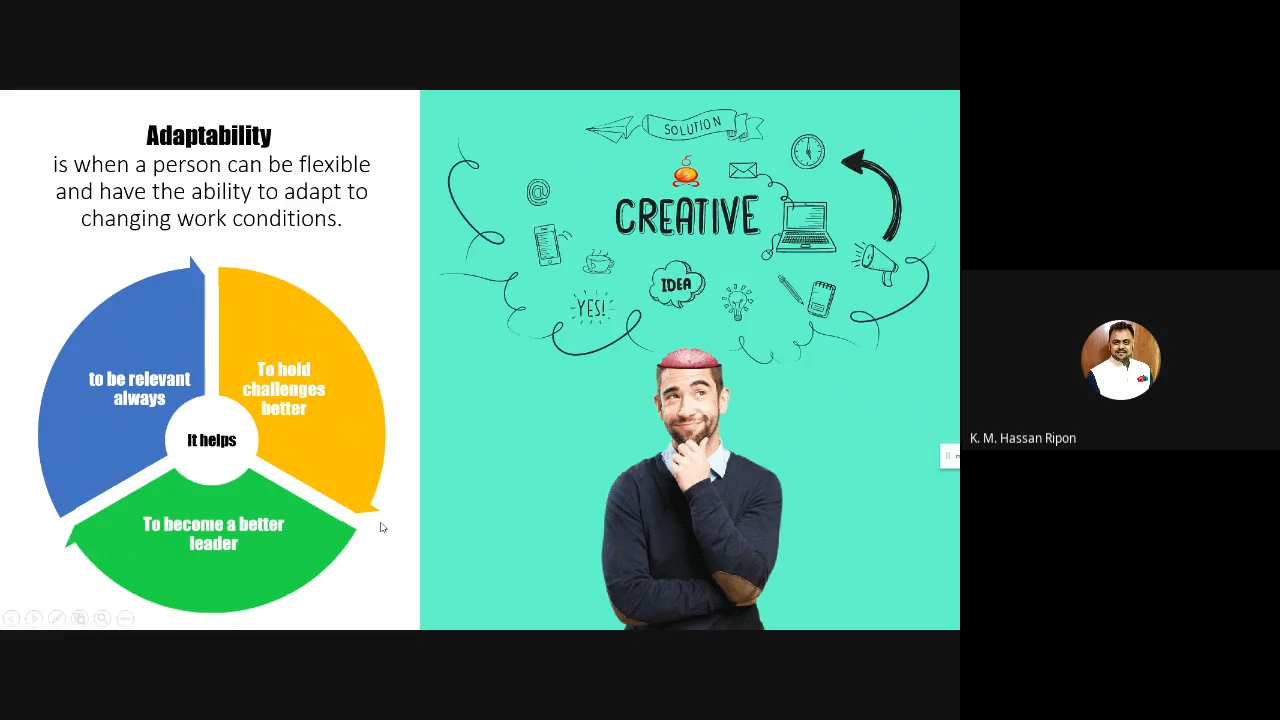 Adaptability
is when a person can be flexible
and have the ability to adapt to
changing work conditions.
to be relevant
always
To hold
challenges
better
It helps
To become a better
leader
SOLUTION
CREATIVE
IDEA
YES!
@
K. M. Hassan Ripon